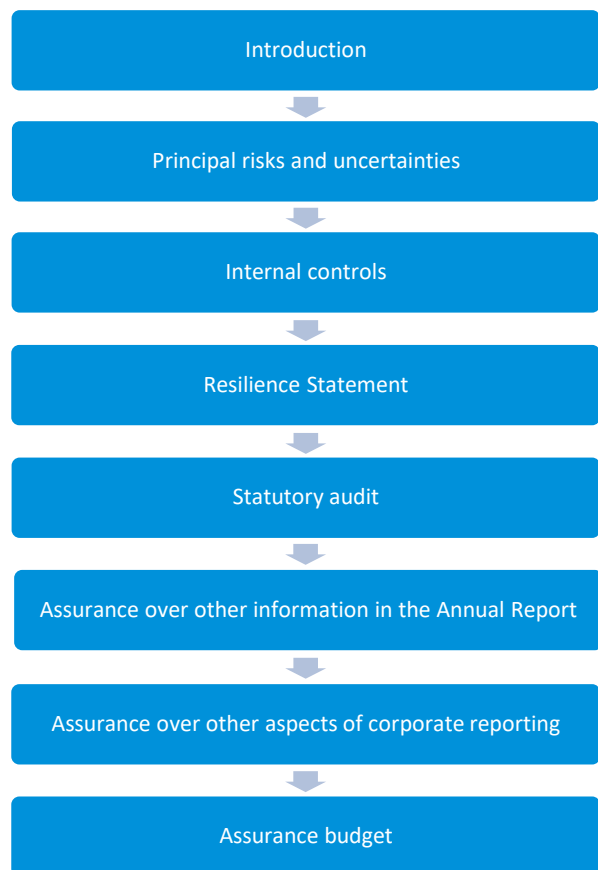 Introduction
Principal risks and uncertainties
Internal controls
Resilience Statement
Statutory audit
Assurance over other information in the Annual Report
Assurance over other aspects of corporate reporting
Assurance budget